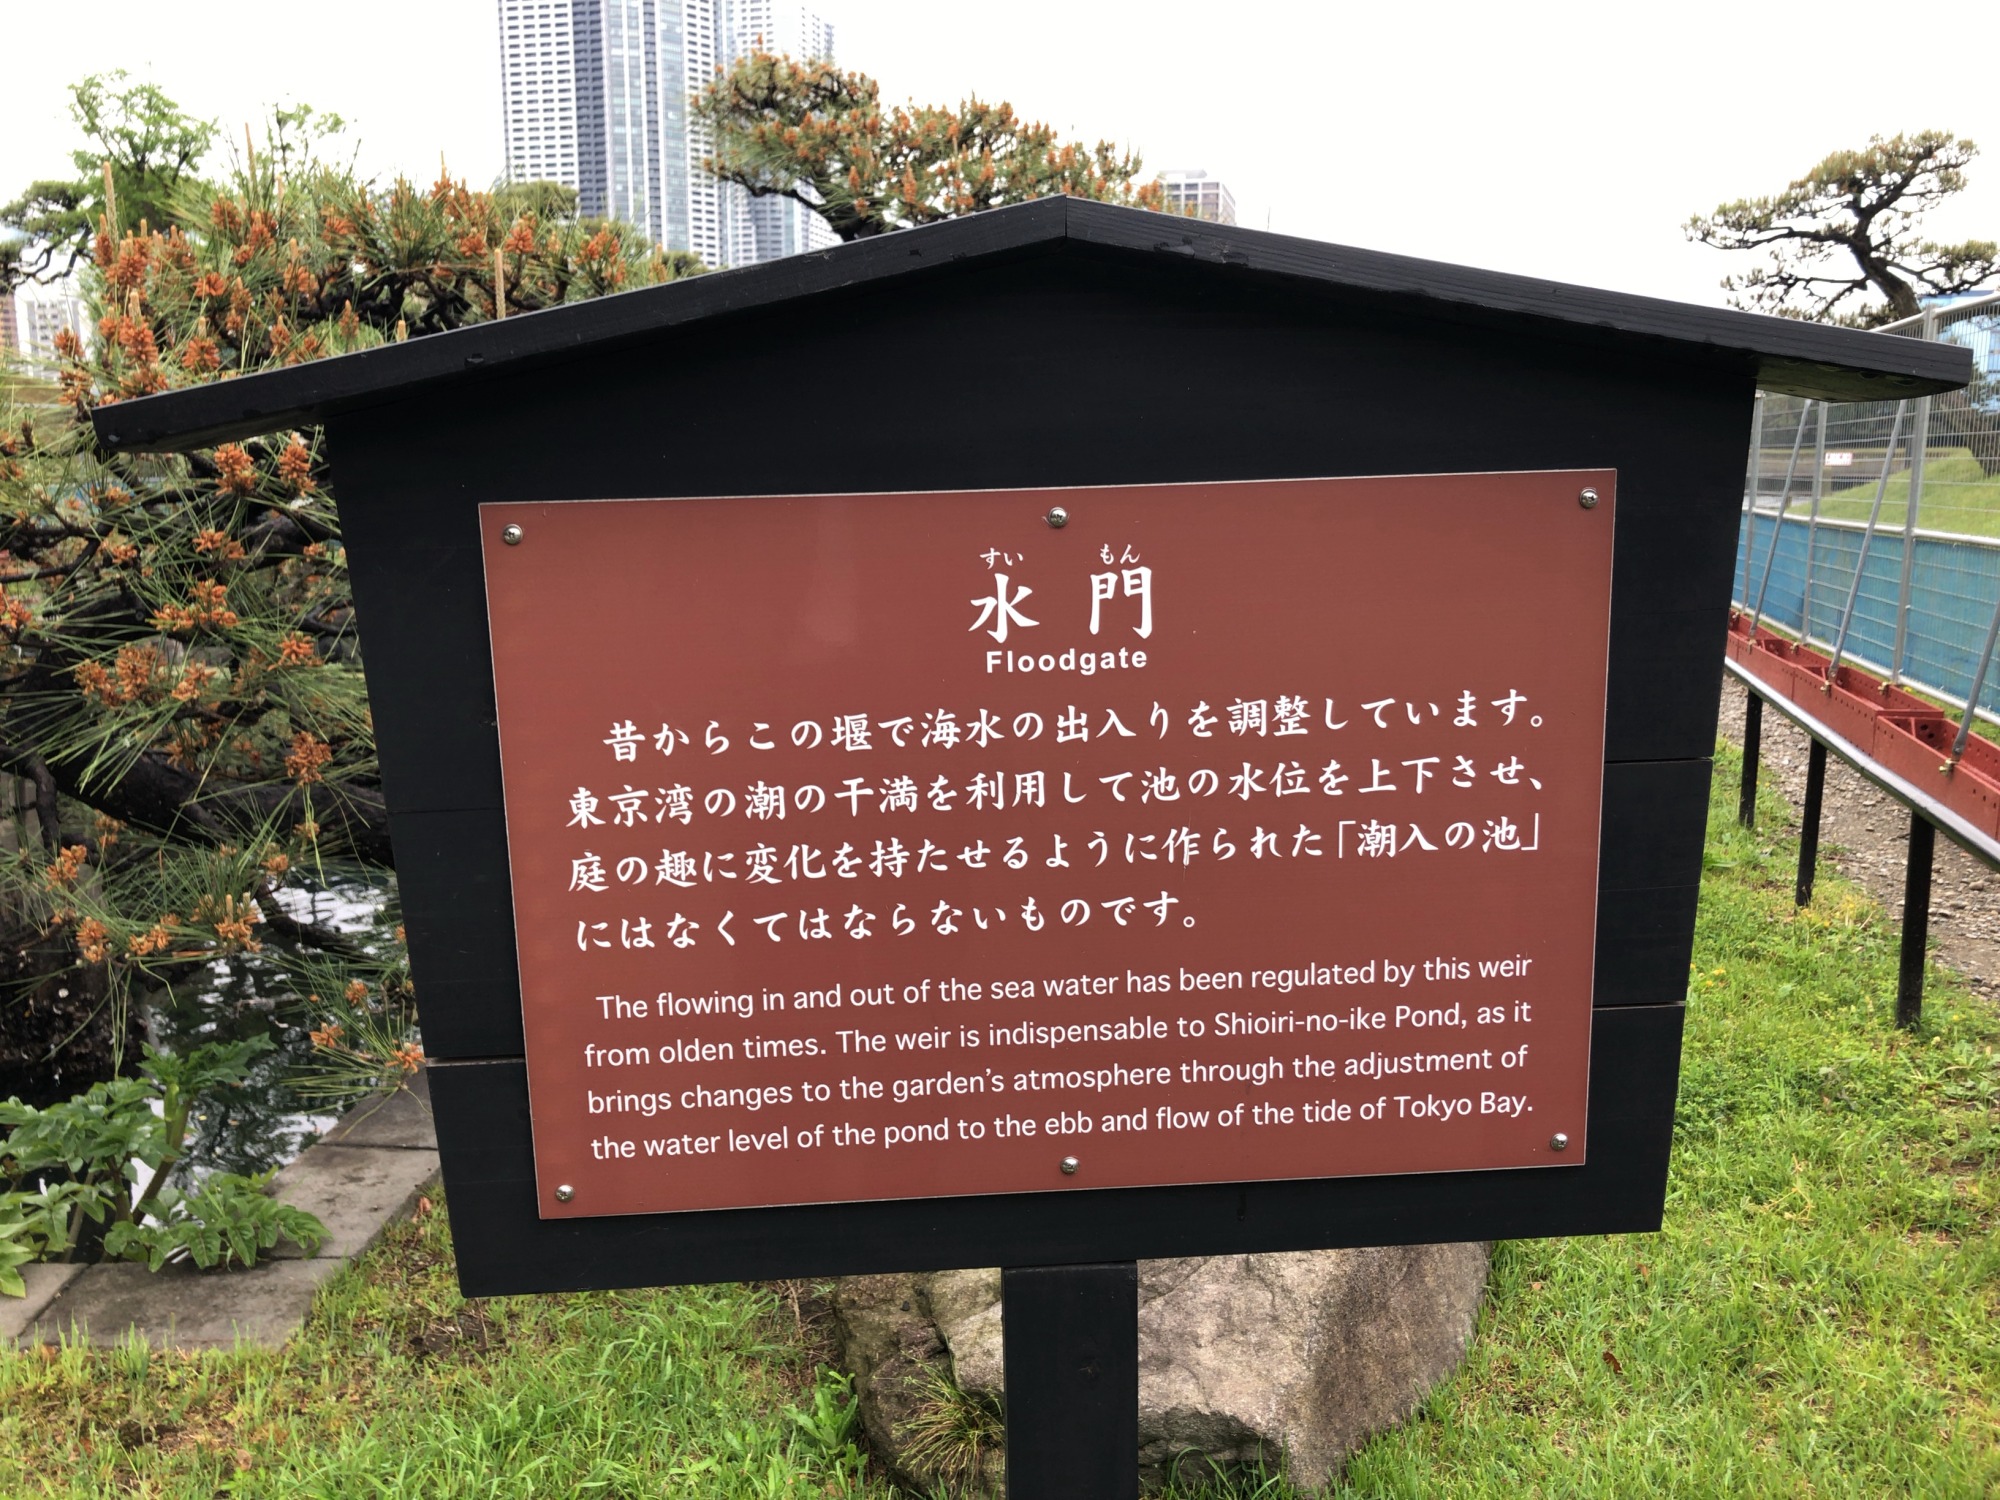 すい もん
水 門
Floodgate
昔からこの堰で海水の出入りを調整しています。
東京湾の潮の干満を利用して池の水位を上下させ、
庭の趣に変化を持たせるように作られた「潮入の池」
にはなくてはならないものです。
The flowing in and out of the sea water has been regulated by this weir
from olden times. The weir is indispensable to Shioiri-no-ike Pond, as it
brings changes to the garden's atmosphere through the adjustment of
the water level of the pond to the ebb and flow of the tide of Tokyo Bay.